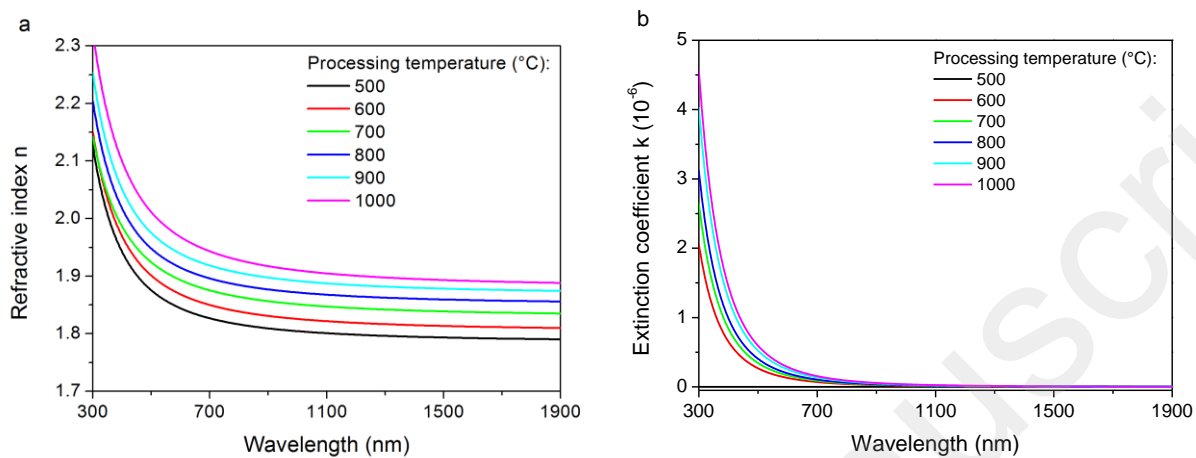 a
2.3
2.2
2.1
2.0
1.9
1.8
1.7
Refractive index n
Processing temperature (°C):
500
600
700
800
900
1000
300 700 1100 1500 1900
Wavelength (nm)
b
5
4
3
2
1
0
Extinction coefficient k (10⁻⁶)
Processing temperature (°C):
500
600
700
800
900
1000
300 700 1100 1500 1900
Wavelength (nm)
uscri